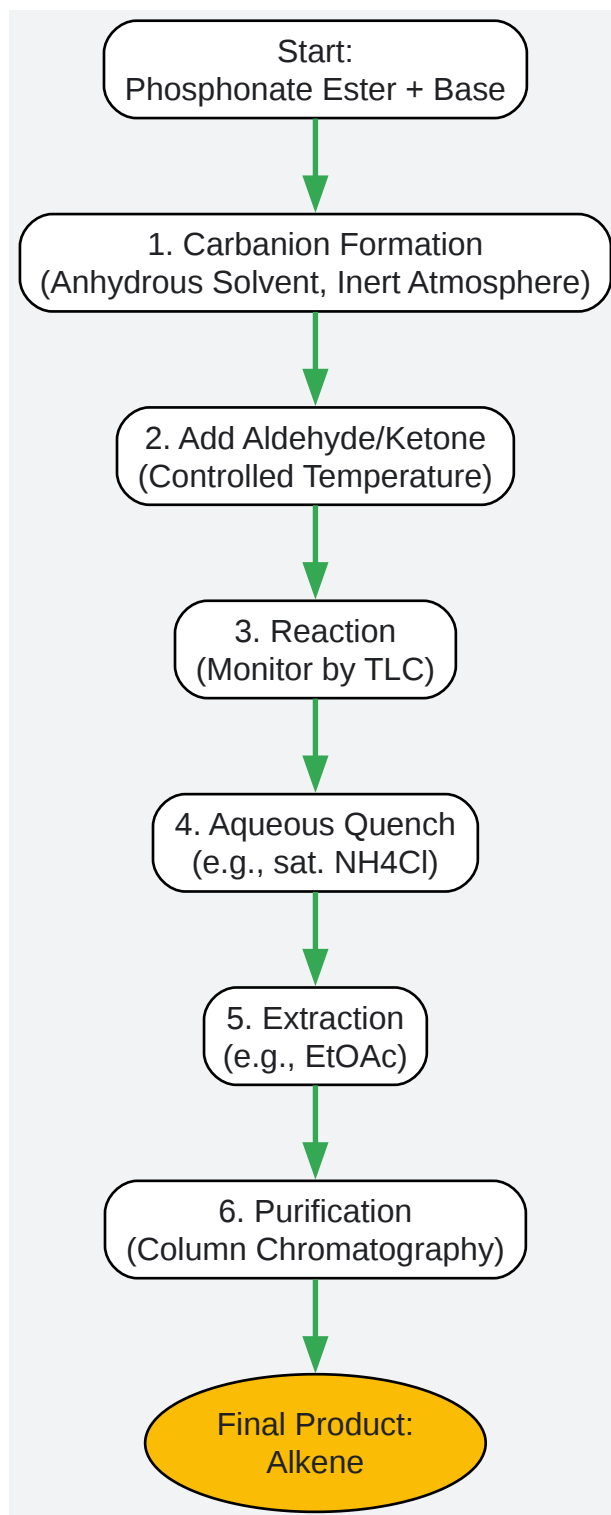 Start:
Phosphonate Ester + Base
1. Carbanion Formation
(Anhydrous Solvent, Inert Atmosphere)
2. Add Aldehyde/Ketone
(Controlled Temperature)
3. Reaction
(Monitor by TLC)
4. Aqueous Quench
(e.g., sat. NH4Cl)
5. Extraction
(e.g., EtOAc)
6. Purification
(Column Chromatography)
Final Product:
Alkene